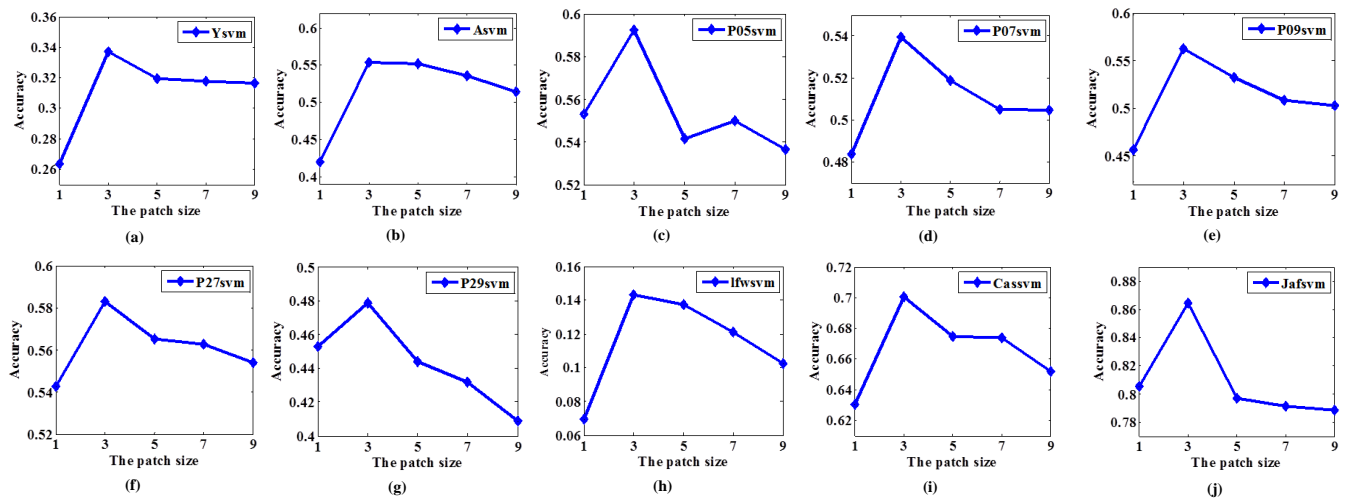 Accuracy
0.36
0.34
0.32
0.3
0.28
0.26
1 3 5 7 9
The patch size
Ysvm
(a)
Accuracy
0.6
0.55
0.5
0.45
0.4
1 3 5 7 9
The patch size
Asvm
(b)
Accuracy
0.6
0.58
0.56
0.54
0.52
1 3 5 7 9
The patch size
P05svm
(c)
Accuracy
0.54
0.52
0.5
0.48
1 3 5 7 9
The patch size
P07svm
(d)
Accuracy
0.6
0.55
0.5
0.45
1 3 5 7 9
The patch size
P09svm
(e)
Accuracy
0.6
0.58
0.56
0.54
0.52
1 3 5 7 9
The patch size
P27svm
(f)
Accuracy
0.5
0.48
0.46
0.44
0.42
0.4
1 3 5 7 9
The patch size
P29svm
(g)
Accuracy
0.16
0.14
0.12
0.1
0.08
0.06
1 3 5 7 9
The patch size
lfwsvm
(h)
Accuracy
0.72
0.7
0.68
0.66
0.64
0.62
1 3 5 7 9
The patch size
Cassvm
(i)
Accuracy
0.88
0.86
0.84
0.82
0.8
0.78
1 3 5 7 9
The patch size
Jafsvm
(j)